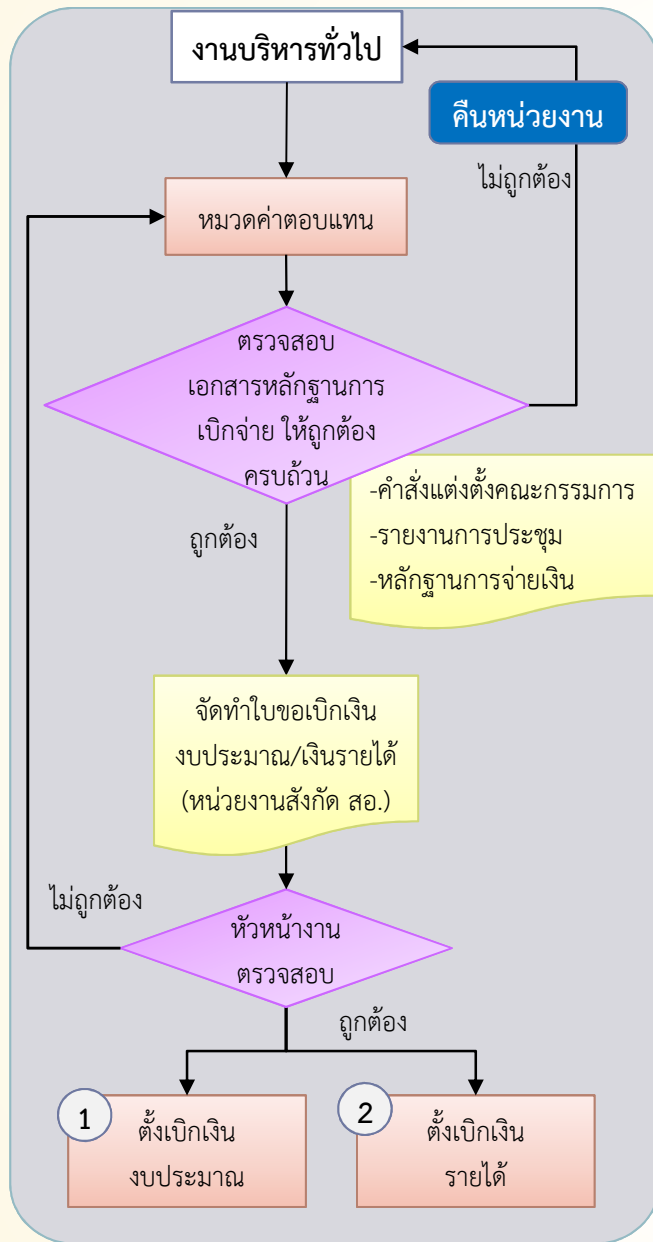 งานบริหารทั่วไป
คืนหน่วยงาน
ไม่ถูกต้อง
หมวดค่าตอบแทน
ตรวจสอบ
เอกสารหลักฐานการ
เบิกจ่าย ให้ถูกต้อง
ครบถ้วน
-คำสั่งแต่งตั้งคณะกรรมการ
-รายงานการประชุม
-หลักฐานการจ่ายเงิน
ถูกต้อง
จัดทำใบขอเบิกเงิน
งบประมาณ/เงินรายได้
(หน่วยงานสังกัด สอ.)
ไม่ถูกต้อง
หัวหน้างาน
ตรวจสอบ
ถูกต้อง
1
ตั้งเบิกเงิน
งบประมาณ
2
ตั้งเบิกเงิน
รายได้